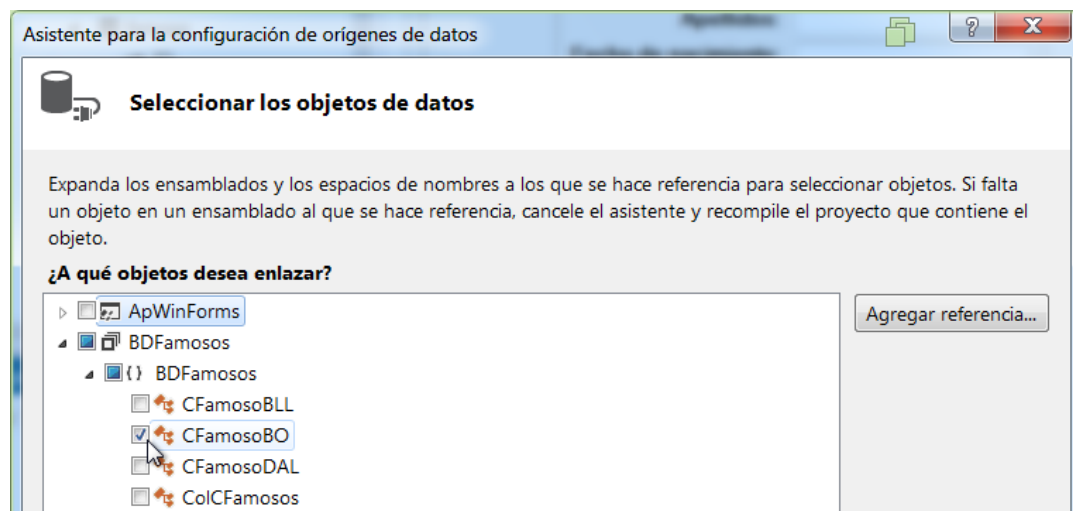 Asistente para la configuración de orígenes de datos
Seleccionar los objetos de datos
Expanda los ensamblados y los espacios de nombres a los que se hace referencia para seleccionar objetos. Si falta
un objeto en un ensamblado al que se hace referencia, cancele el asistente y recompile el proyecto que contiene el
objeto.
¿A qué objetos desea enlazar?
ApWinForms
Agregar referencia...
BDFamosos
{} BDFamosos
CFamosoBLL
CFamosoBO
CFamosoDAL
ColCFamosos